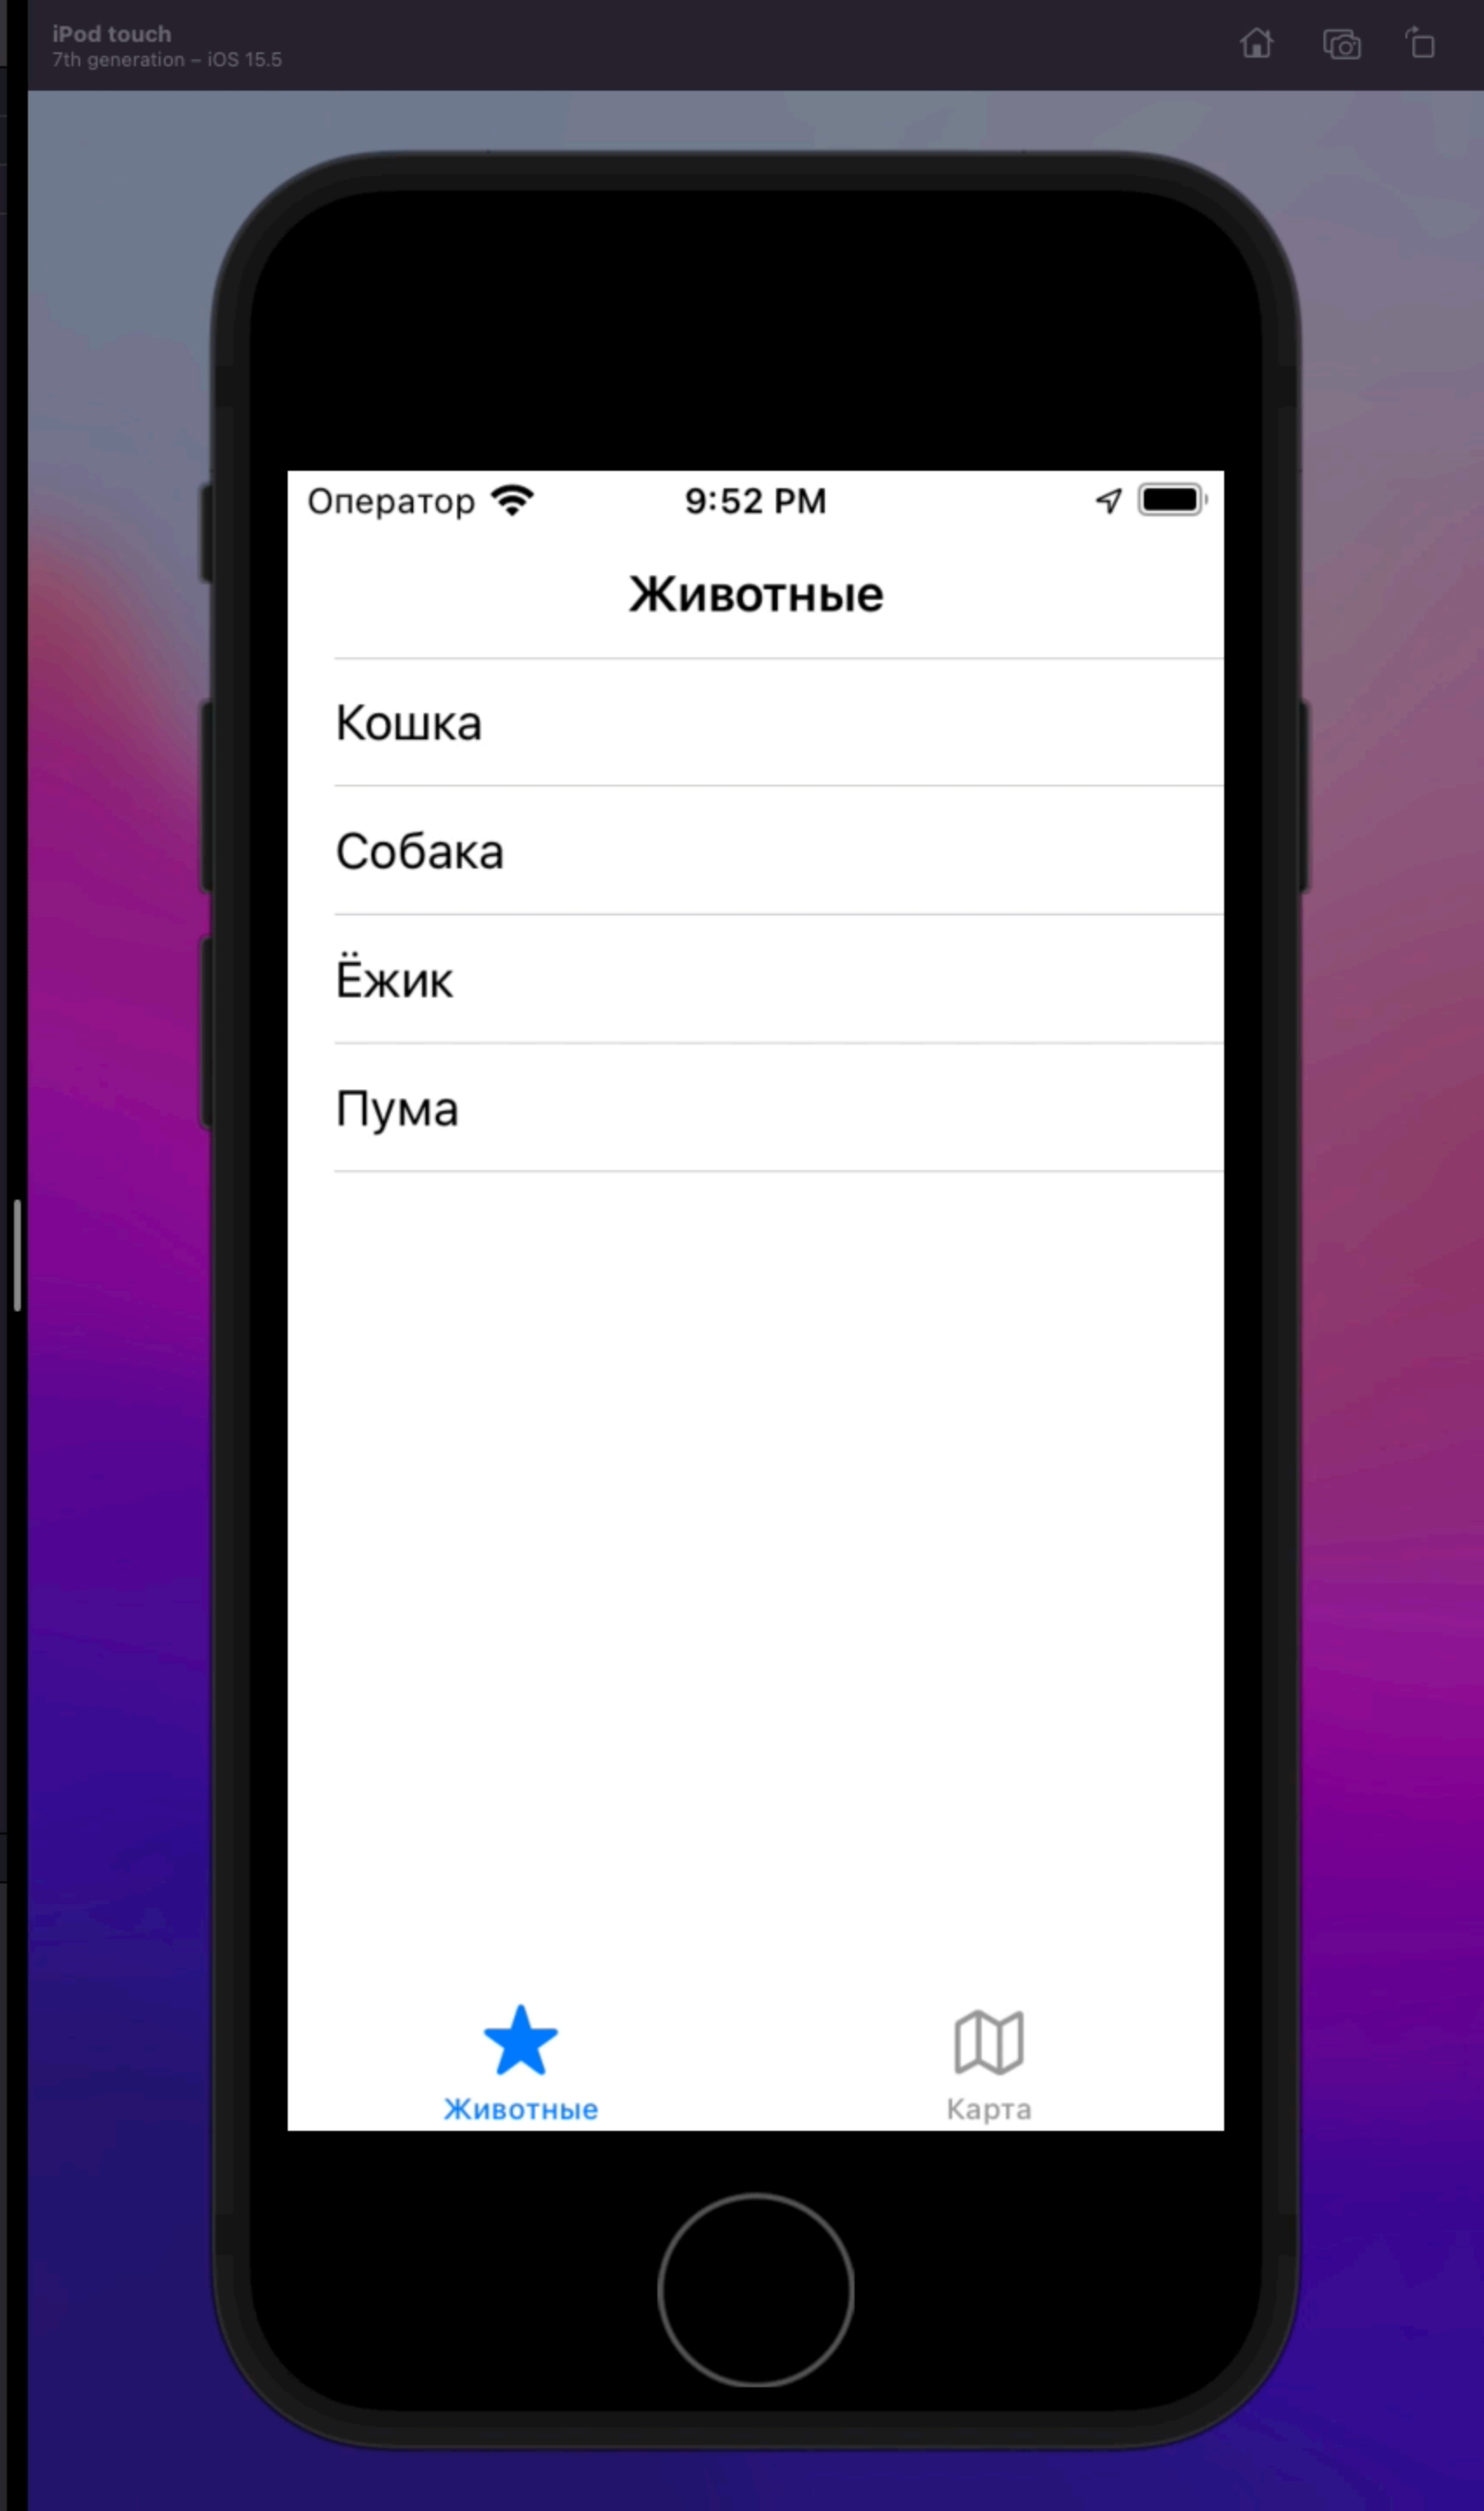 iPod touch
7th generation – iOS 15.5
Оператор 9:52 PM
Животные
Кошка
Собака
Ёжик
Пума
Животные Карта